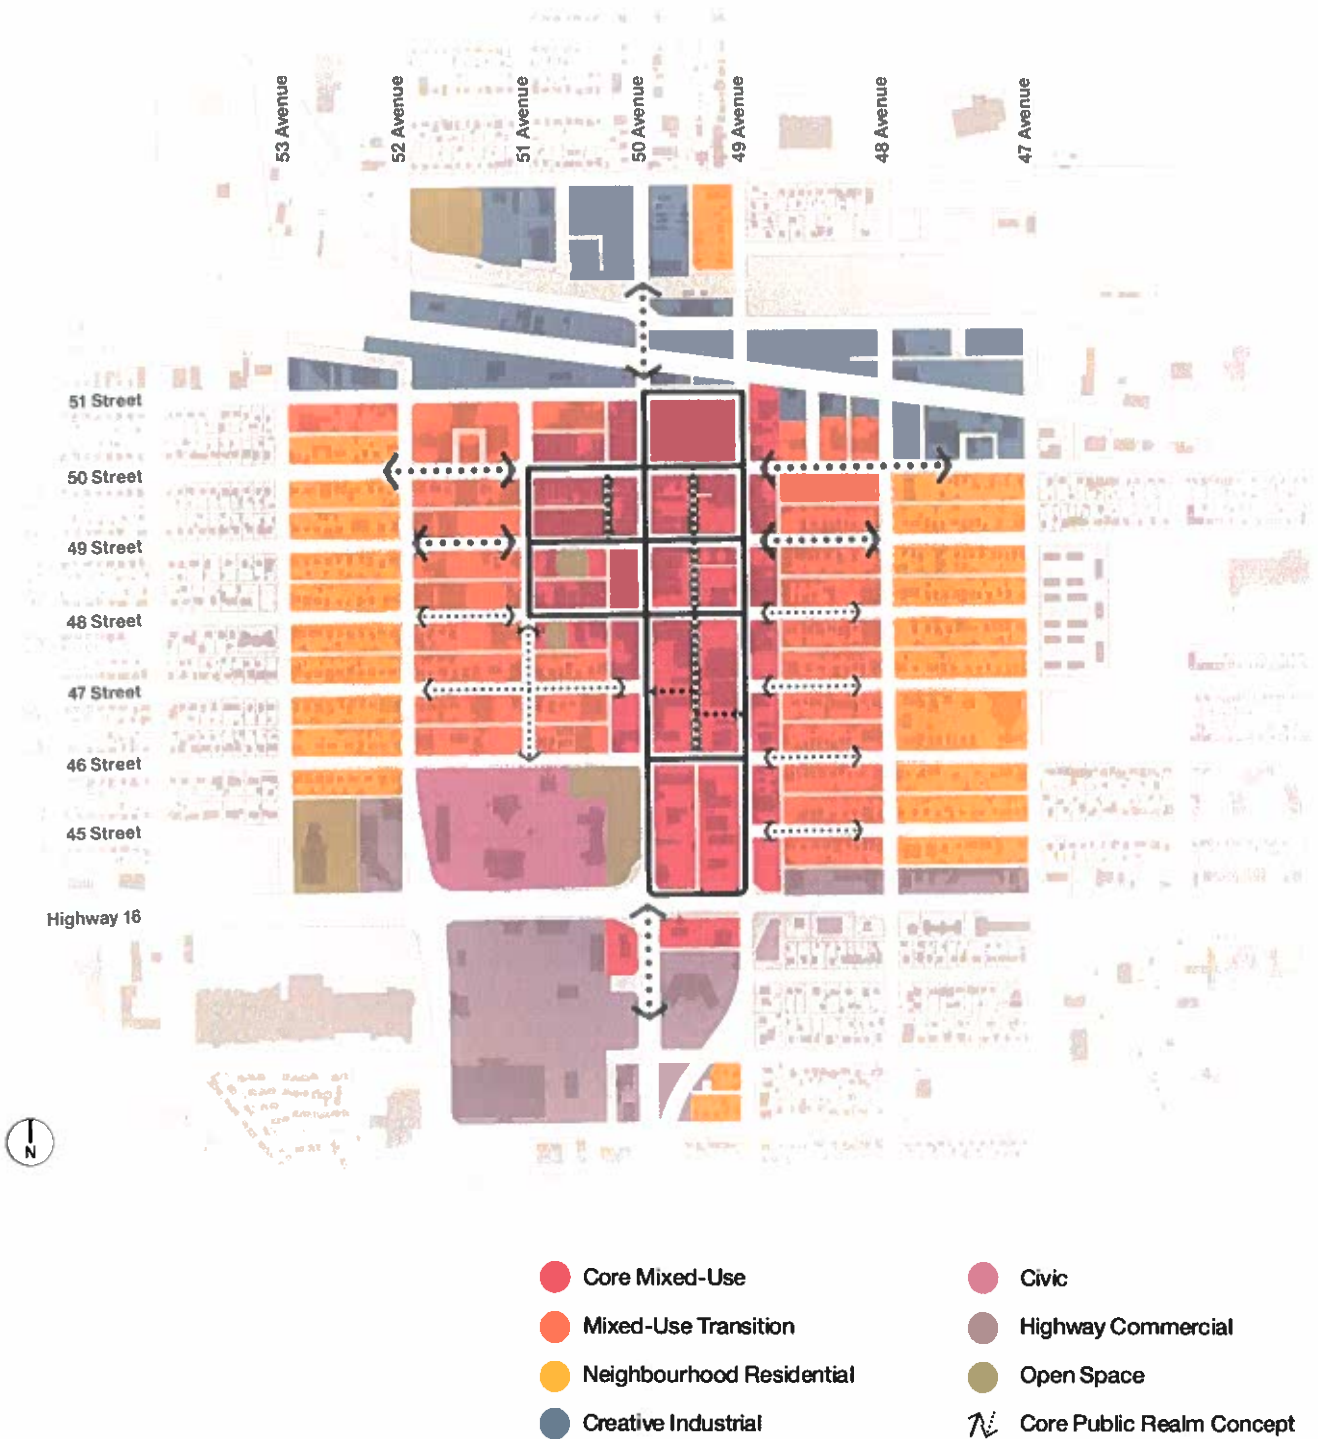 53 Avenue
52 Avenue
51 Avenue
50 Avenue
49 Avenue
48 Avenue
47 Avenue
51 Street
50 Street
49 Street
48 Street
47 Street
46 Street
45 Street
Highway 16
N
Core Mixed-Use
Mixed-Use Transition
Neighbourhood Residential
Creative Industrial
Civic
Highway Commercial
Open Space
Core Public Realm Concept